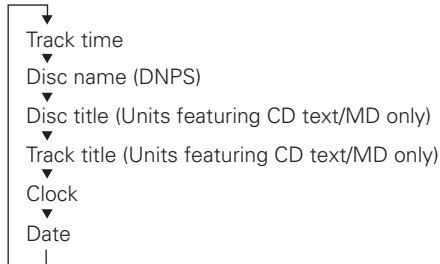 Track time
Disc name (DNPS)
Disc title (Units featuring CD text/MD only)
Track title (Units featuring CD text/MD only)
Clock
Date